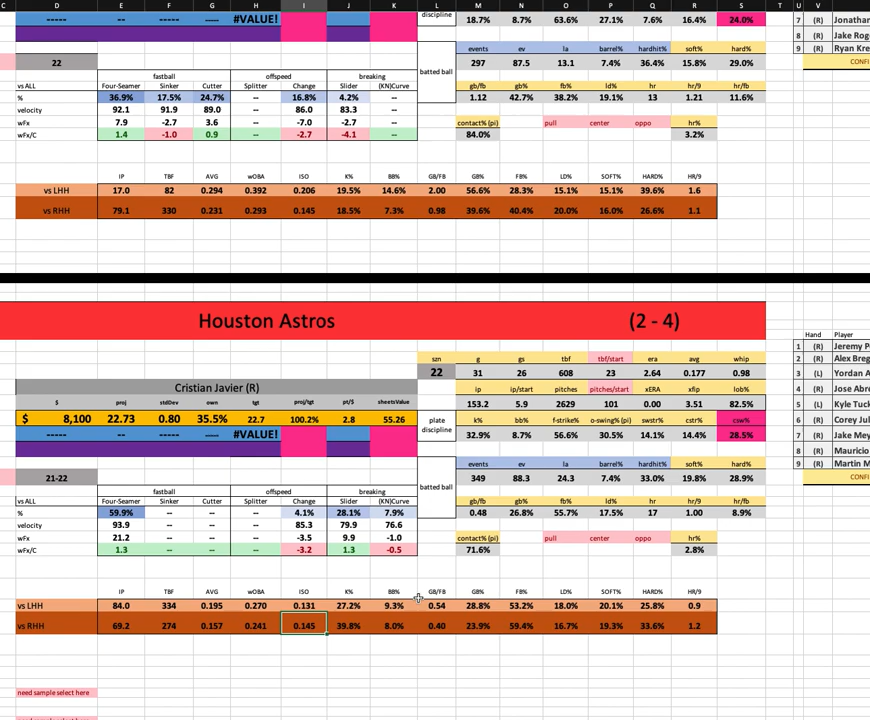 C D E F G H I J K L M N O P Q R S T U V W
----- -- -- ----- #VALUE! discipline 18.7% 8.7% 63.6% 27.1% 7.6% 16.4% 24.0% 7 (R) Jonathan
8 (R) Jake Rog
events ev la barrel% hardhit% soft% hard% 9 (R) Ryan Kre
22 297 87.5 13.1 7.4% 36.4% 15.8% 29.0% CONFI
fastball offspeed breaking batted ball
vs ALL Four-Seamer Sinker Cutter Splitter Change Slider (KN)Curve gb/fb gb% fb% ld% hr hr/9 hr/fb
% 36.9% 17.5% 24.7% -- 16.8% 4.2% -- 1.12 42.7% 38.2% 19.1% 13 1.21 11.6%
velocity 92.1 91.9 89.0 -- 86.0 83.3 --
wFx 7.9 -2.7 3.6 -- -7.0 -2.7 -- contact% (pi) pull center oppo hr%
wFx/C 1.4 -1.0 0.9 -- -2.7 -4.1 -- 84.0% 3.2%
IP TBF AVG wOBA ISO K% BB% GB/FB GB% FB% LD% SOFT% HARD% HR/9
vs LHH 17.0 82 0.294 0.392 0.206 19.5% 14.6% 2.00 56.6% 28.3% 15.1% 15.1% 39.6% 1.6
vs RHH 79.1 330 0.231 0.293 0.145 18.5% 7.3% 0.98 39.6% 40.4% 20.0% 16.0% 26.6% 1.1
Houston Astros (2 - 4)
Hand Player
1 (R) Jeremy P
szn g gs tbf tbf/start era avg whip 2 (R) Alex Breg
22 31 26 608 23 2.64 0.177 0.98 3 (L) Yordan A
Cristian Javier (R) ip ip/start pitches pitches/start xERA xfip lob% 4 (R) Jose Abre
$ proj stdDev own tgt proj/tgt pt/$ sheetsValue 153.2 5.9 2629 101 0.00 3.51 82.5% 5 (L) Kyle Tuck
$ 8,100 22.73 0.80 35.5% 22.7 100.2% 2.8 55.26 plate discipline k% bb% f-strike% o-swing% (pi) swstr% cstr% csw% 6 (R) Corey Jul
----- -- -- ----- #VALUE! 32.9% 8.7% 56.6% 30.5% 14.1% 14.4% 28.5% 7 (R) Jake Mey
8 (R) Mauricio
events ev la barrel% hardhit% soft% hard% 9 (R) Martin M
21-22 349 88.3 24.3 7.4% 33.0% 19.8% 28.9% CONFI
fastball offspeed breaking batted ball
vs ALL Four-Seamer Sinker Cutter Splitter Change Slider (KN)Curve gb/fb gb% fb% ld% hr hr/9 hr/fb
% 59.9% -- -- -- 4.1% 28.1% 7.9% 0.48 26.8% 55.7% 17.5% 17 1.00 8.9%
velocity 93.9 -- -- -- 85.3 79.9 76.6
wFx 21.2 -- -- -- -3.5 9.9 -1.0 contact% (pi) pull center oppo hr%
wFx/C 1.3 -- -- -- -3.2 1.3 -0.5 71.6% 2.8%
IP TBF AVG wOBA ISO K% BB% GB/FB GB% FB% LD% SOFT% HARD% HR/9
vs LHH 84.0 334 0.195 0.270 0.131 27.2% 9.3% 0.54 28.8% 53.2% 18.0% 20.1% 25.8% 0.9
vs RHH 69.2 274 0.157 0.241 0.145 39.8% 8.0% 0.40 23.9% 59.4% 16.7% 19.3% 33.6% 1.2
need sample select here
need sample select here